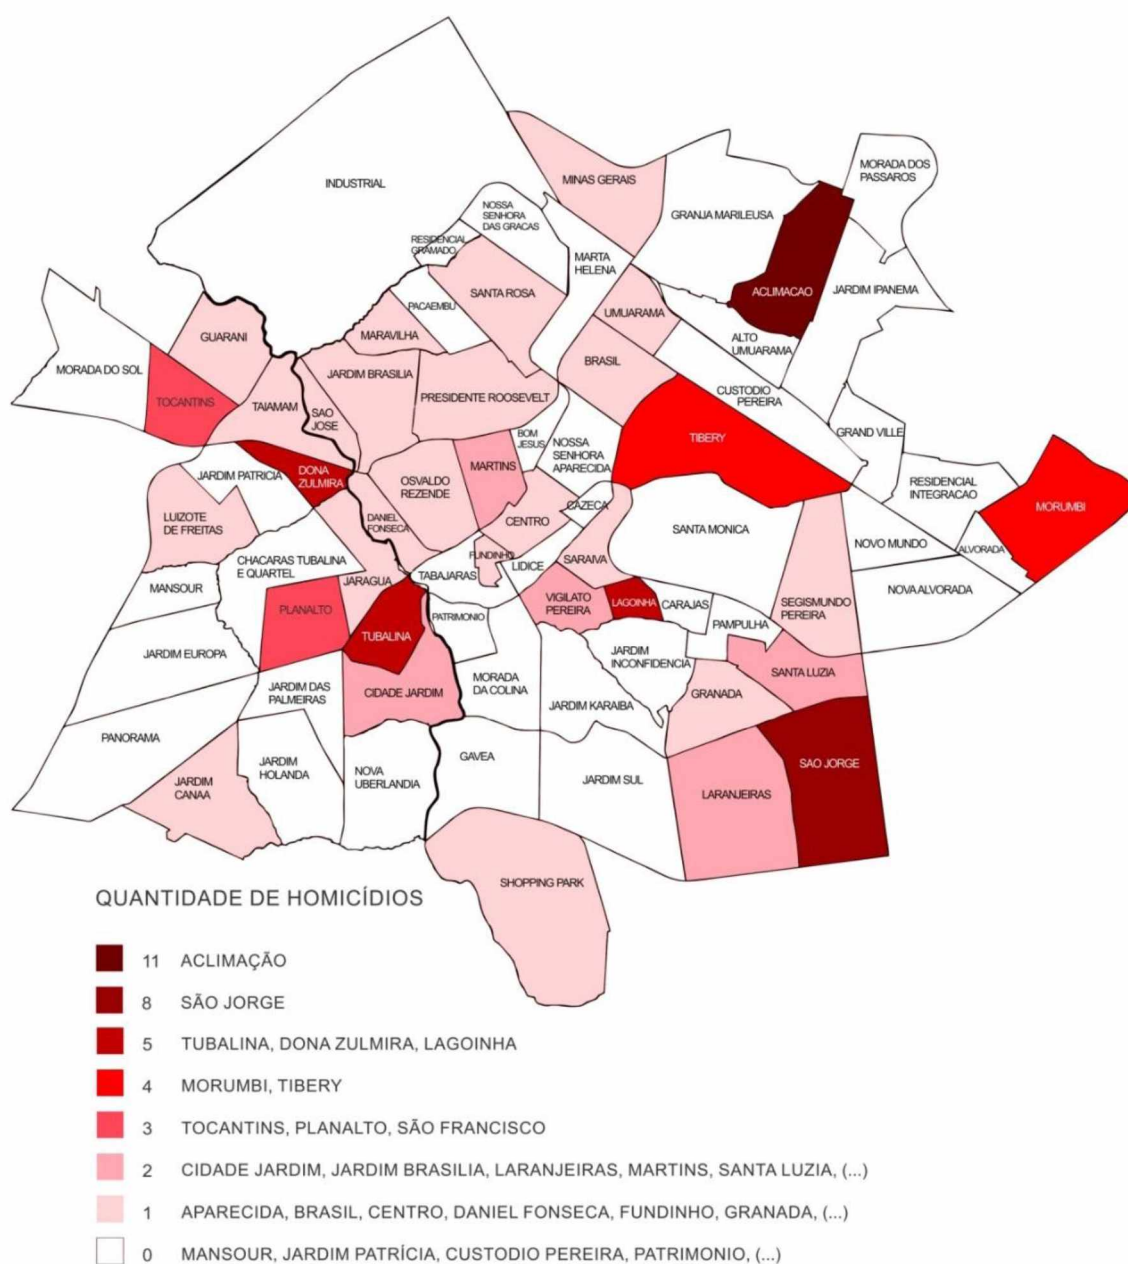 INDUSTRIAL
MINAS GERAIS
MORADA DOS
PASSAROS
NOSSA
SENHORA
DAS GRACAS
GRANJA MARILEUSA
RESIDENCIAL
GRAMADO
MARTA
HELENA
SANTA ROSA
ACLIMACAO
JARDIM IPANEMA
PACAEMBU
UMUARAMA
GUARANI
MARAVILHA
ALTO
UMUARAMA
MORADA DO SOL
JARDIM BRASILIA
BRASIL
CUSTODIO
PEREIRA
TOCANTINS
TAIAMAM
SAO
JOSE
PRESIDENTE ROOSEVELT
GRAND VILLE
BOM
JESUS
NOSSA
SENHORA
APARECIDA
TIBERY
JARDIM PATRICIA
DONA
ZULMIRA
OSVALDO
REZENDE
MARTINS
RESIDENCIAL
INTEGRACAO
MORUMBI
LUIZOTE
DE FREITAS
DANIEL
FONSECA
CENTRO
CAZECA
SANTA MONICA
NOVO MUNDO
ALVORADA
CHACARAS TUBALINA
E QUARTEL
FUNDINHO
LIDICE
SARAIVA
MANSOUR
JARAGUA
TABAJARAS
NOVA ALVORADA
PLANALTO
VIGILATO
PEREIRA
LAGOINHA
CARAJAS
SEGISMUNDO
PEREIRA
PATRIMONIO
PAMPULHA
TUBALINA
JARDIM EUROPA
JARDIM
INCONFIDENCIA
SANTA LUZIA
MORADA
DA COLINA
CIDADE JARDIM
GRANADA
JARDIM DAS
PALMEIRAS
JARDIM KARAIBA
PANORAMA
GAVEA
SAO JORGE
JARDIM
HOLANDA
NOVA
UBERLANDIA
JARDIM SUL
JARDIM
CANAA
LARANJEIRAS
SHOPPING PARK
QUANTIDADE DE HOMICÍDIOS
11 ACLIMAÇÃO
8 SÃO JORGE
5 TUBALINA, DONA ZULMIRA, LAGOINHA
4 MORUMBI, TIBERY
3 TOCANTINS, PLANALTO, SÃO FRANCISCO
2 CIDADE JARDIM, JARDIM BRASILIA, LARANJEIRAS, MARTINS, SANTA LUZIA, (...)
1 APARECIDA, BRASIL, CENTRO, DANIEL FONSECA, FUNDINHO, GRANADA, (...)
0 MANSOUR, JARDIM PATRÍCIA, CUSTODIO PEREIRA, PATRIMONIO, (...)